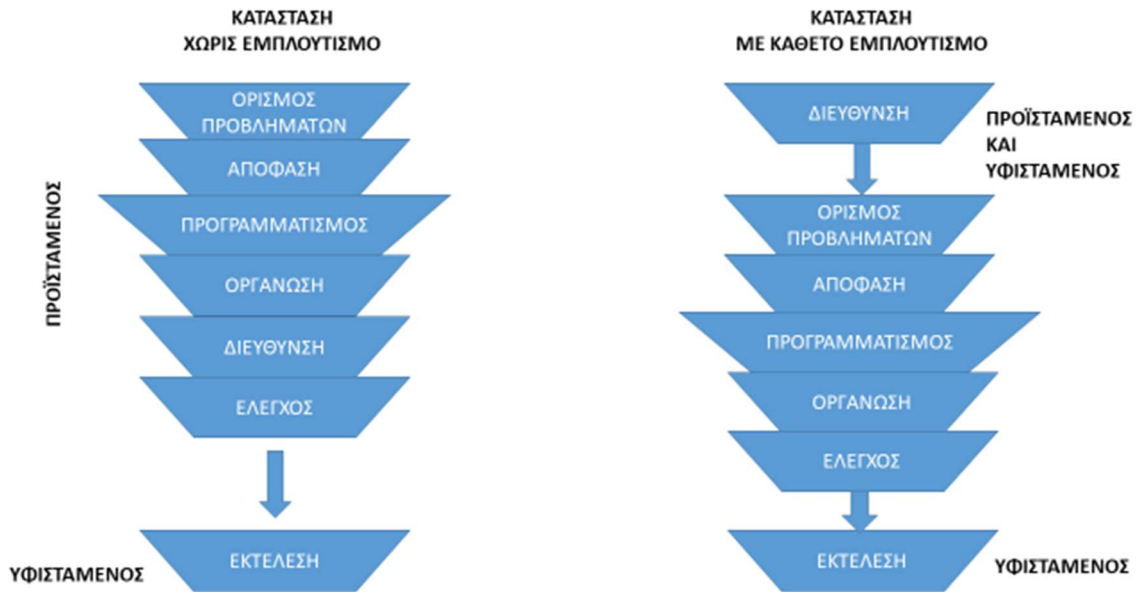 ΚΑΤΑΣΤΑΣΗ
ΧΩΡΙΣ ΕΜΠΛΟΥΤΙΣΜΟ
ΠΡΟΪΣΤΑΜΕΝΟΣ
ΟΡΙΣΜΟΣ
ΠΡΟΒΛΗΜΑΤΩΝ
ΑΠΟΦΑΣΗ
ΠΡΟΓΡΑΜΜΑΤΙΣΜΟΣ
ΟΡΓΑΝΩΣΗ
ΔΙΕΥΘΥΝΣΗ
ΕΛΕΓΧΟΣ
ΥΦΙΣΤΑΜΕΝΟΣ
ΕΚΤΕΛΕΣΗ
ΚΑΤΑΣΤΑΣΗ
ΜΕ ΚΑΘΕΤΟ ΕΜΠΛΟΥΤΙΣΜΟ
ΔΙΕΥΘΥΝΣΗ
ΠΡΟΪΣΤΑΜΕΝΟΣ
ΚΑΙ
ΥΦΙΣΤΑΜΕΝΟΣ
ΟΡΙΣΜΟΣ
ΠΡΟΒΛΗΜΑΤΩΝ
ΑΠΟΦΑΣΗ
ΠΡΟΓΡΑΜΜΑΤΙΣΜΟΣ
ΟΡΓΑΝΩΣΗ
ΕΛΕΓΧΟΣ
ΕΚΤΕΛΕΣΗ
ΥΦΙΣΤΑΜΕΝΟΣ